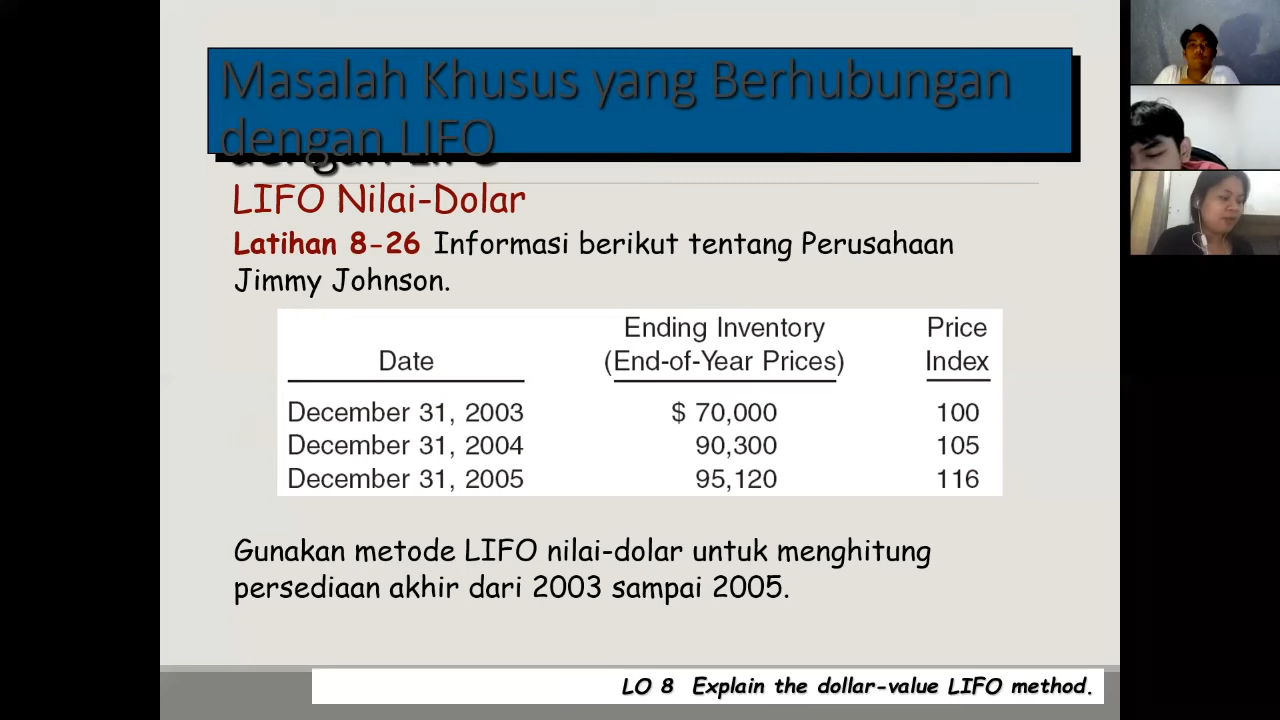 Masalah Khusus yang Berhubungan
dengan LIFO
LIFO Nilai-Dolar
Latihan 8-26 Informasi berikut tentang Perusahaan
Jimmy Johnson.
Ending Inventory Price
Date (End-of-Year Prices) Index
December 31, 2003 $ 70,000 100
December 31, 2004 90,300 105
December 31, 2005 95,120 116
Gunakan metode LIFO nilai-dolar untuk menghitung
persediaan akhir dari 2003 sampai 2005.
LO 8 Explain the dollar-value LIFO method.